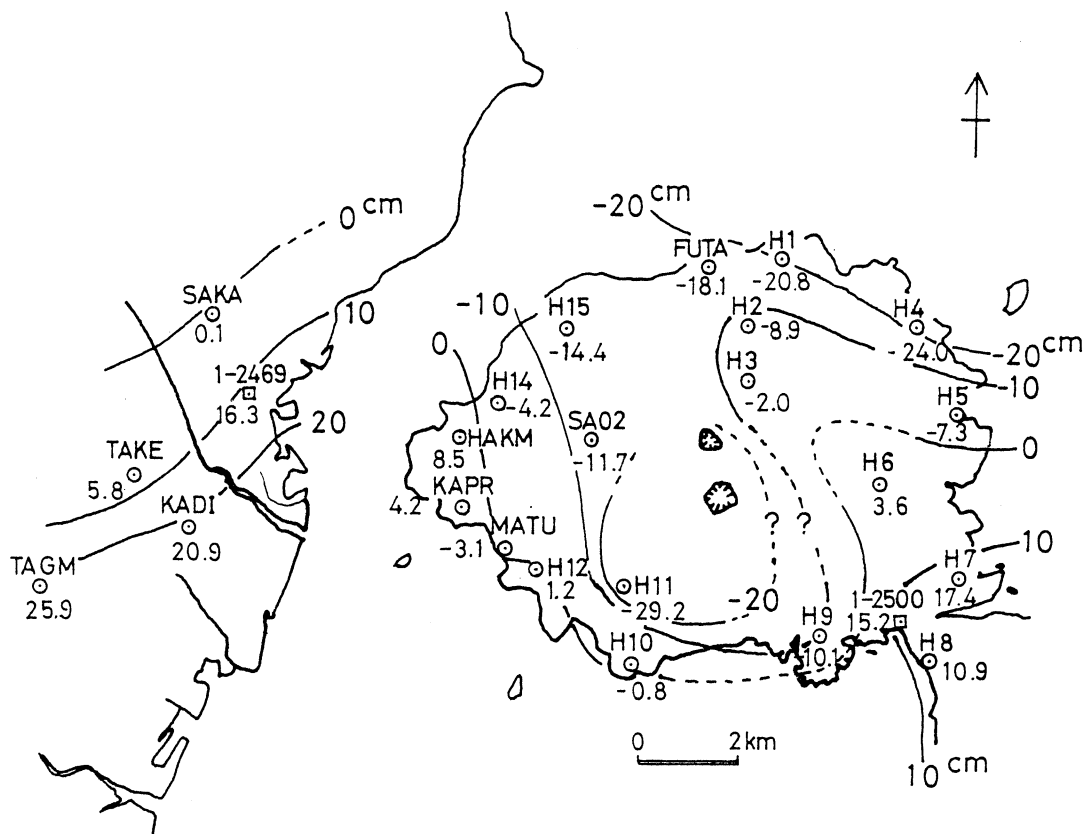 0 cm
-20 cm
FUTA
-18.1
H1
-20.8
SAKA
0.1
10
-10
H15
-14.4
H2
-8.9
H4
-24.0
-20 cm
-10
0
1-2469
16.3
H14
-4.2
H3
-2.0
H5
-7.3
20
HAKM
8.5
SA02
-11.7
0
TAKE
5.8
KAPR
4.2
H6
3.6
KADI
20.9
MATU
-3.1
? ?
10
TAGM
25.9
H12
1.2
H11
-29.2
-20
H7
17.4
1-2500
15.2
H9
10.1
H10
-0.8
H8
10.9
0 2 km
10 cm